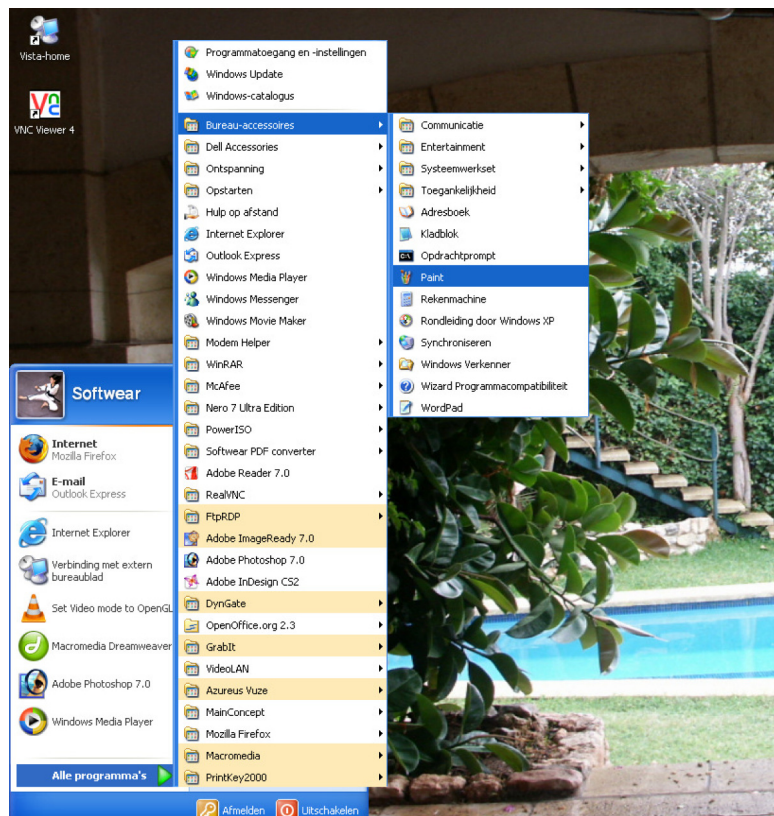 Vista-home
VNC Viewer 4
Programmatoegang en -instellingen
Windows Update
Windows-catalogus
Bureau-accessoires
Dell Accessories
Ontspanning
Opstarten
Hulp op afstand
Internet Explorer
Outlook Express
Windows Media Player
Windows Messenger
Windows Movie Maker
Modem Helper
WinRAR
McAfee
Nero 7 Ultra Edition
PowerISO
Softwear PDF converter
Adobe Reader 7.0
RealVNC
FtpRDP
Adobe ImageReady 7.0
Adobe Photoshop 7.0
Adobe InDesign CS2
DynGate
OpenOffice.org 2.3
GrabIt
VideoLAN
Azureus Vuze
MainConcept
Mozilla Firefox
Macromedia
PrintKey2000
Communicatie
Entertainment
Systeemwerkset
Toegankelijkheid
Adresboek
Kladblok
Opdrachtprompt
Paint
Rekenmachine
Rondleiding door Windows XP
Synchroniseren
Windows Verkenner
Wizard Programmacompatibiliteit
WordPad
Softwear
Internet
Mozilla Firefox
E-mail
Outlook Express
Internet Explorer
Verbinding met extern
bureaublad
Set Video mode to OpenGL
Macromedia Dreamweaver
Adobe Photoshop 7.0
Windows Media Player
Alle programma's
Afmelden
Uitschakelen